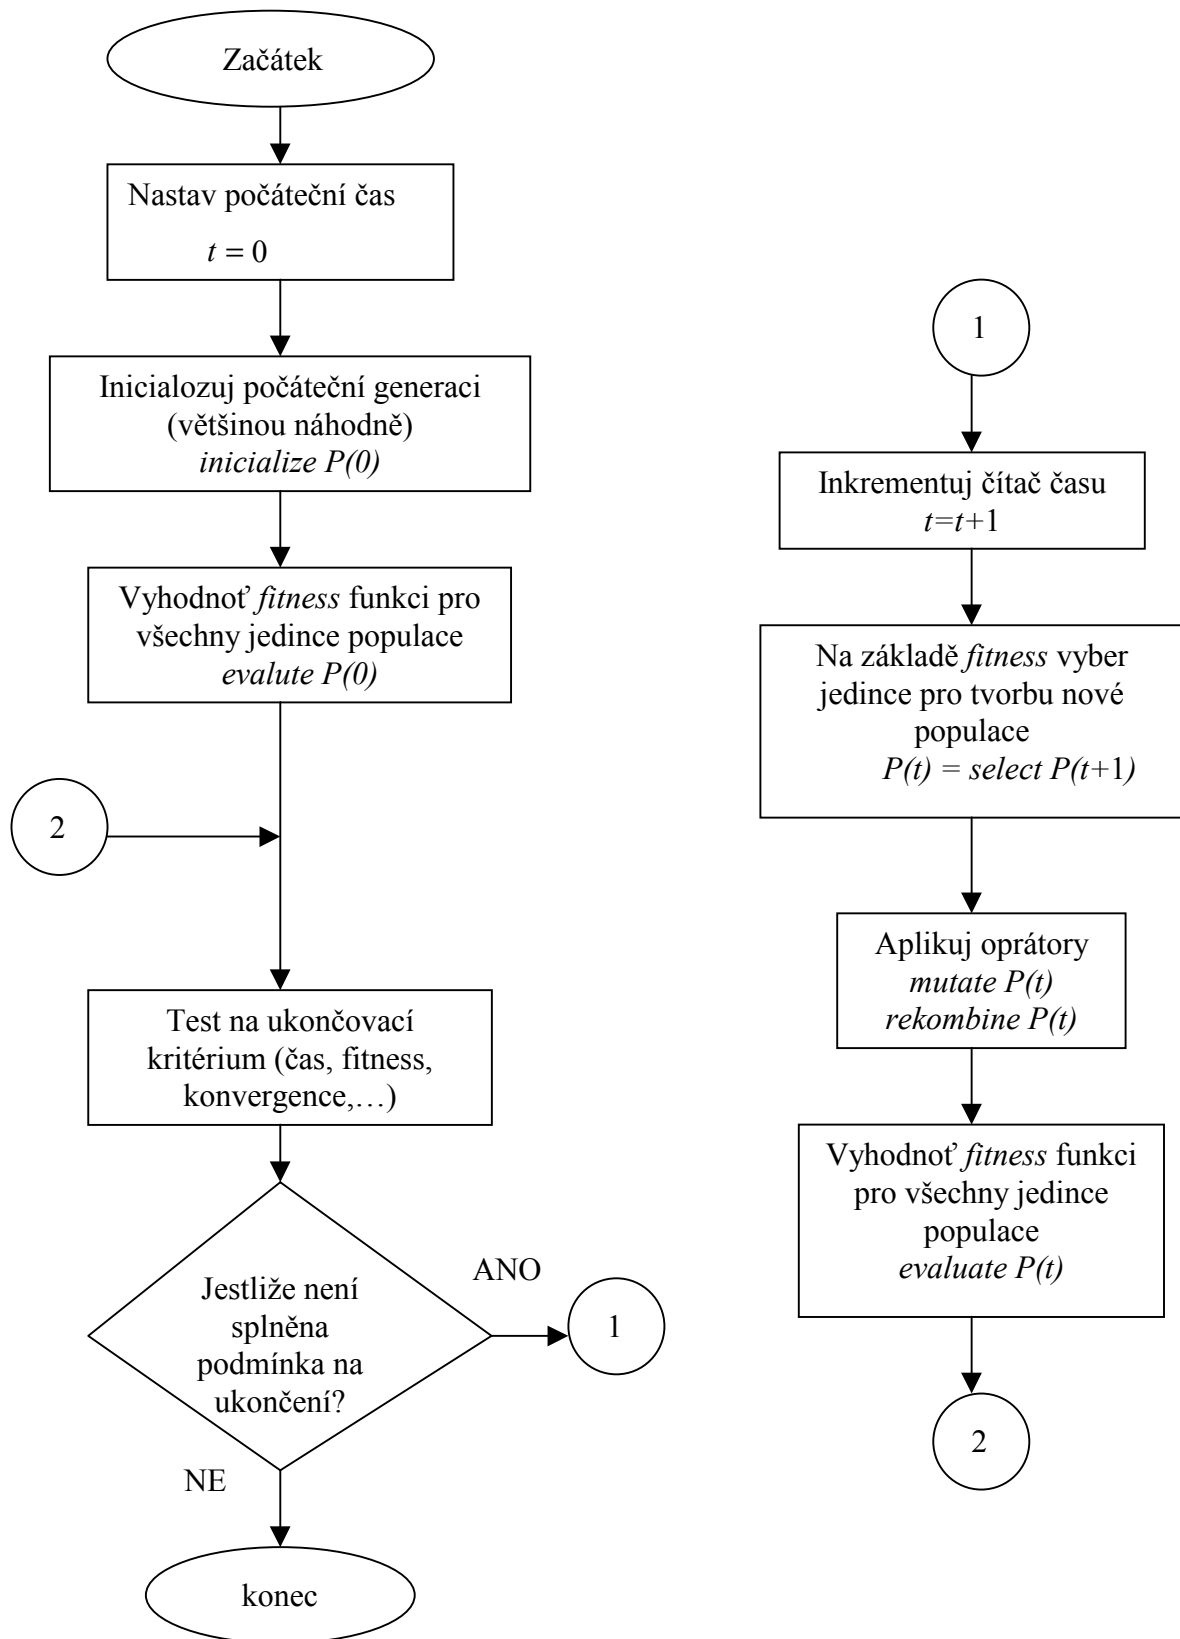 Začátek
Nastav počáteční čas
t = 0
Inicialozuj počáteční generaci
(většinou náhodně)
inicialize P(0)
Vyhodnoť fitness funkci pro
všechny jedince populace
evalute P(0)
2
Test na ukončovací
kritérium (čas, fitness,
konvergence,…)
Jestliže není
splněna
podmínka na
ukončení?
ANO
1
NE
konec
1
Inkrementuj čítač času
t=t+1
Na základě fitness vyber
jedince pro tvorbu nové
populace
P(t) = select P(t+1)
Aplikuj oprátory
mutate P(t)
rekombine P(t)
Vyhodnoť fitness funkci
pro všechny jedince
populace
evaluate P(t)
2